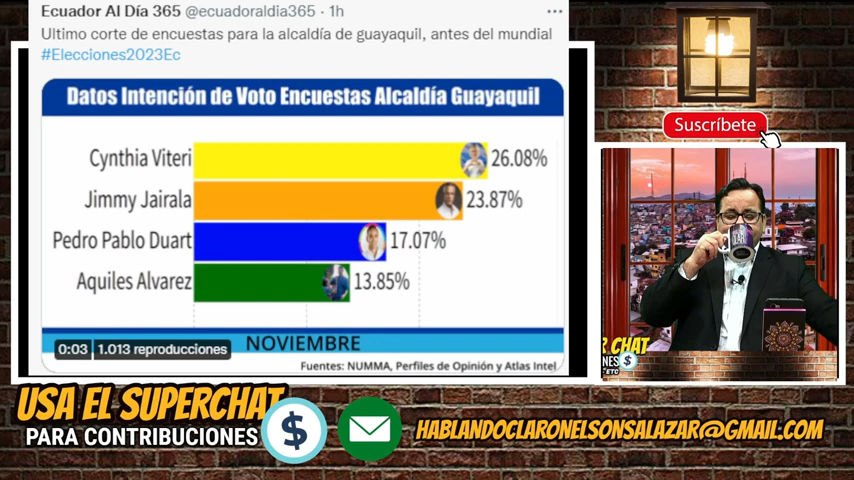 Ecuador Al Día 365 @ecuadoraldia365 · 1h
Ultimo corte de encuestas para la alcaldía de guayaquil, antes del mundial
#Elecciones2023Ec
Datos Intención de Voto Encuestas Alcaldía Guayaquil
Cynthia Viteri 26.08%
Jimmy Jairala 23.87%
Pedro Pablo Duart 17.07%
Aquiles Alvarez 13.85%
NOVIEMBRE
0:03 1.013 reproducciones
Fuentes: NUMMA, Perfiles de Opinión y Atlas Intel
Suscríbete
R CHAT
NES $
ETC
USA EL SUPERCHAT
PARA CONTRIBUCIONES $
HABLANDOCLARONELSONSALAZAR@GMAIL.COM